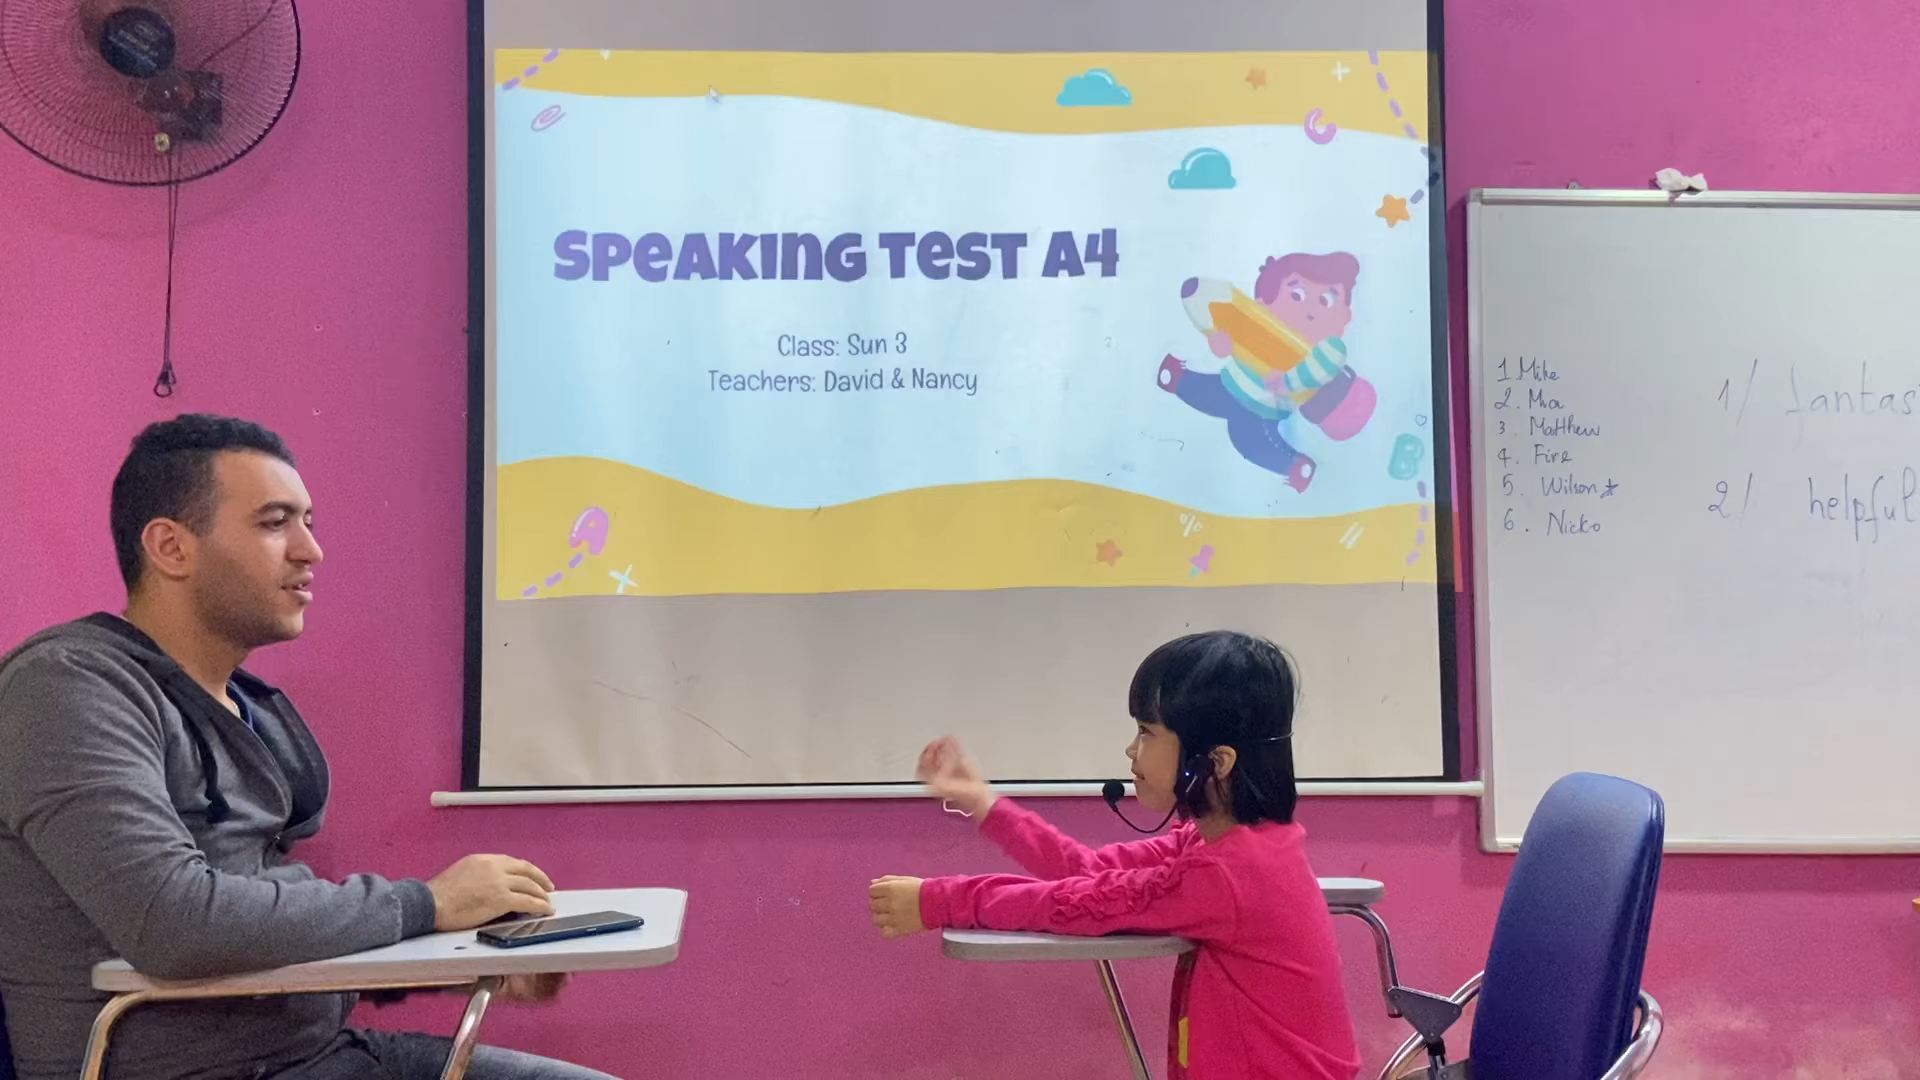 SPEAKING TEST A4
Class: Sun 3
Teachers: David & Nancy
A
B
C
1 Mike
2. Mia
3. Matthew
4. Fire
5. Wilson
6. Nicko
1/ fantas
2/ helpful